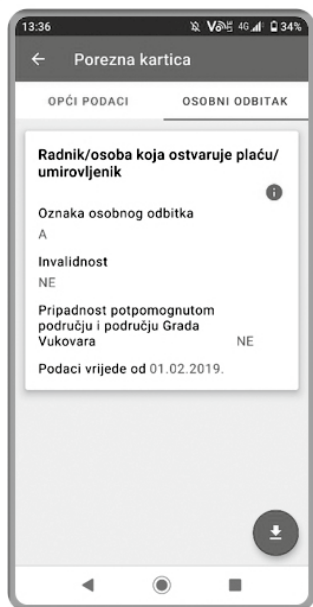 13:36 4G 34%
Porezna kartica
OPĆI PODACI OSOBNI ODBITAK
Radnik/osoba koja ostvaruje plaću/
umirovljenik
Oznaka osobnog odbitka
A
Invalidnost
NE
Pripadnost potpomognutom
području i području Grada
Vukovara NE
Podaci vrijede od 01.02.2019.